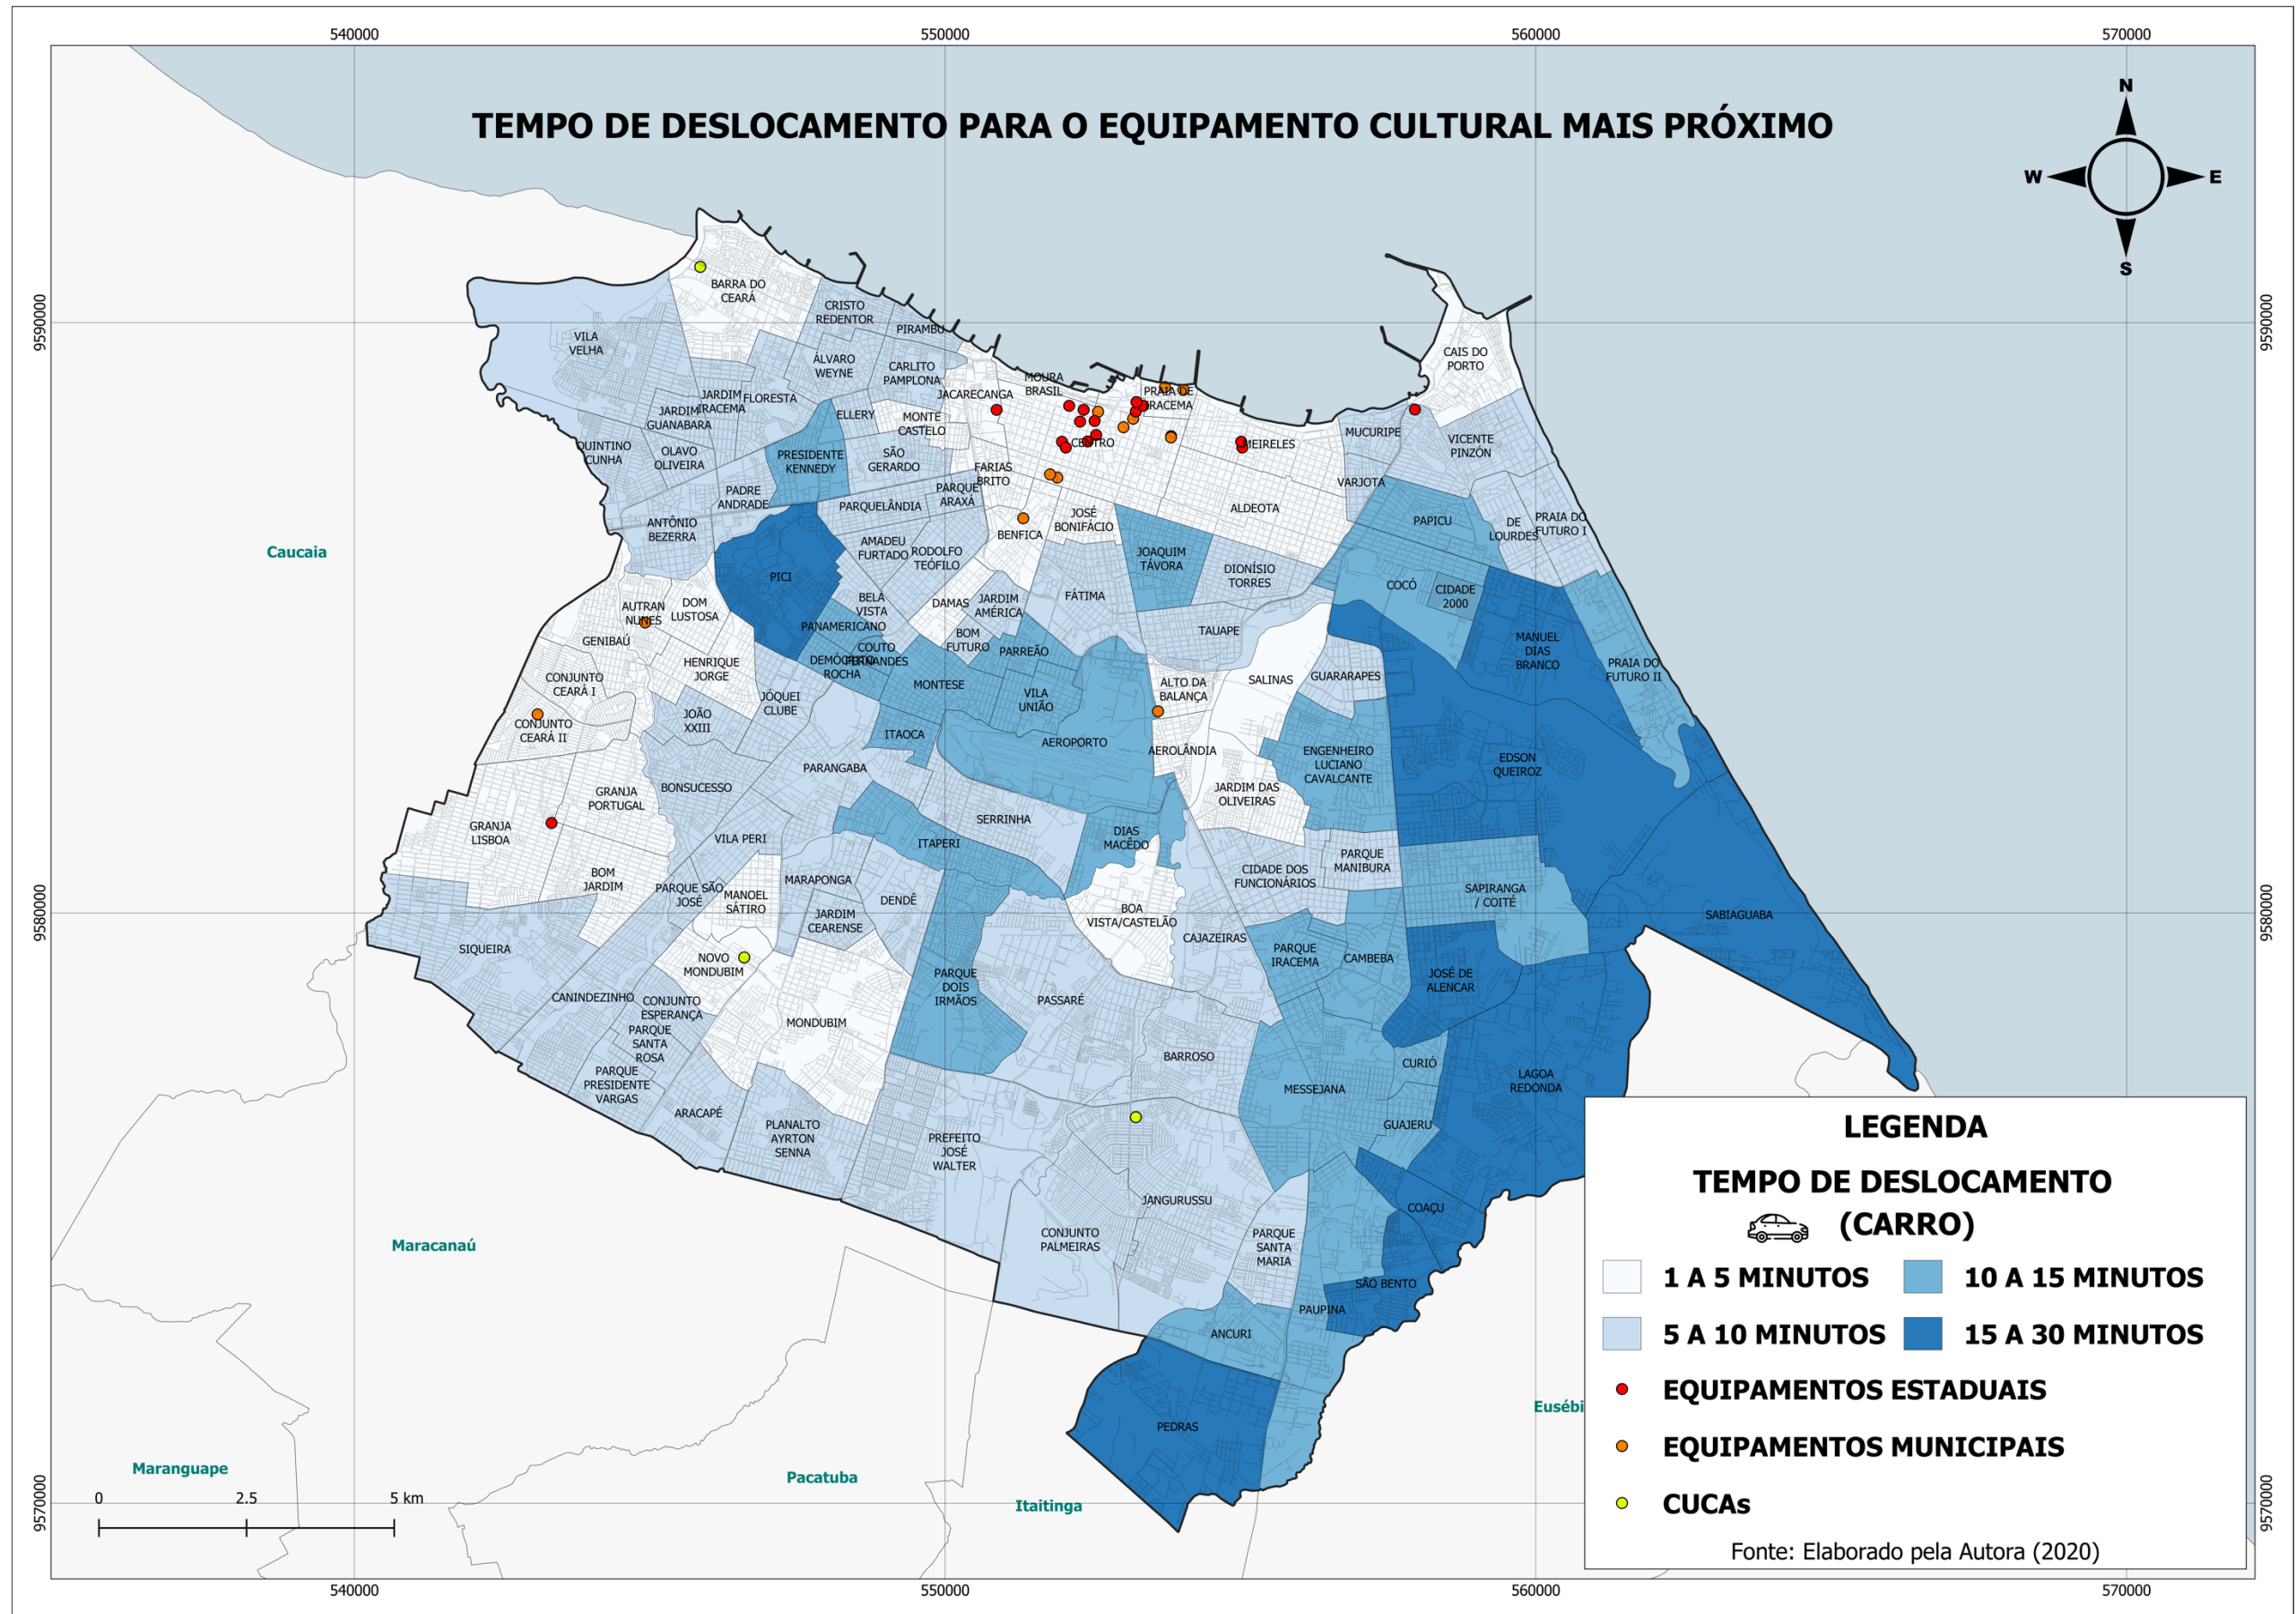 540000
550000
560000
570000
TEMPO DE DESLOCAMENTO PARA O EQUIPAMENTO CULTURAL MAIS PRÓXIMO
N
W
E
S
9590000
9590000
BARRA DO
CEARÁ
CRISTO
REDENTOR
PIRAMBU
VILA
VELHA
ÁLVARO
WEYNE
CARLITO
PAMPLONA
JACARECANGA
MOURA
BRASIL
PRAIA DE
IRACEMA
CAIS DO
PORTO
JARDIM
IRACEMA
FLORESTA
JARDIM
GUANABARA
ELLERY
MONTE
CASTELO
CENTRO
MEIRELES
MUCURIPE
VICENTE
PINZÓN
QUINTINO
CUNHA
OLAVO
OLIVEIRA
PRESIDENTE
KENNEDY
SÃO
GERARDO
FARIAS
BRITO
VARJOTA
PADRE
ANDRADE
PARQUE
ARAXÁ
PARQUELÂNDIA
ALDEOTA
ANTÔNIO
BEZERRA
JOSÉ
BONIFÁCIO
BENFICA
PAPICU
DE
LOURDES
PRAIA DO
FUTURO I
Caucaia
AMADEU
FURTADO
RODOLFO
TEÓFILO
JOAQUIM
TÁVORA
DIONÍSIO
TORRES
PICI
COCÓ
CIDADE
2000
AUTRAN
NUNES
DOM
LUSTOSA
BELA
VISTA
DAMAS
JARDIM
AMÉRICA
FÁTIMA
PANAMERICANO
TAUAPE
GENIBAÚ
BOM
FUTURO
PARREÃO
MANUEL
DIAS
BRANCO
COUTO
FERNANDES
DEMÓCRITO
ROCHA
HENRIQUE
JORGE
PRAIA DO
FUTURO II
CONJUNTO
CEARÁ I
JÓQUEI
CLUBE
MONTESE
VILA
UNIÃO
ALTO DA
BALANÇA
SALINAS
GUARARAPES
CONJUNTO
CEARÁ II
JOÃO
XXIII
ITAOCA
AEROPORTO
AEROLÂNDIA
ENGENHEIRO
LUCIANO
CAVALCANTE
EDSON
QUEIROZ
PARANGABA
BONSUCESSO
GRANJA
PORTUGAL
JARDIM DAS
OLIVEIRAS
GRANJA
LISBOA
SERRINHA
VILA PERI
ITAPERI
DIAS
MACÊDO
CIDADE DOS
FUNCIONÁRIOS
PARQUE
MANIBURA
BOM
JARDIM
PARQUE SÃO
JOSÉ
MANOEL
SÁTIRO
MARAPONGA
DENDÊ
SAPIRANGA
/ COITÉ
9580000
9580000
JARDIM
CEARENSE
BOA
VISTA/CASTELÃO
CAJAZEIRAS
SABIAGUABA
SIQUEIRA
NOVO
MONDUBIM
PARQUE
IRACEMA
CAMBEBA
PARQUE
DOIS
IRMÃOS
JOSÉ DE
ALENCAR
CANINDEZINHO
CONJUNTO
ESPERANÇA
PASSARÉ
MONDUBIM
PARQUE
SANTA
ROSA
BARROSO
CURIÓ
PARQUE
PRESIDENTE
VARGAS
MESSEJANA
LAGOA
REDONDA
ARACAPÉ
PLANALTO
AYRTON
SENNA
GUAJERU
PREFEITO
JOSÉ
WALTER
JANGURUSSU
COAÇU
CONJUNTO
PALMEIRAS
PARQUE
SANTA
MARIA
Maracanaú
SÃO BENTO
PAUPINA
ANCURI
PEDRAS
Eusébi
Maranguape
Pacatuba
Itaitinga
0
2.5
5 km
9570000
9570000
LEGENDA
TEMPO DE DESLOCAMENTO
(CARRO)
1 A 5 MINUTOS
10 A 15 MINUTOS
5 A 10 MINUTOS
15 A 30 MINUTOS
EQUIPAMENTOS ESTADUAIS
EQUIPAMENTOS MUNICIPAIS
CUCAs
Fonte: Elaborado pela Autora (2020)
540000
550000
560000
570000